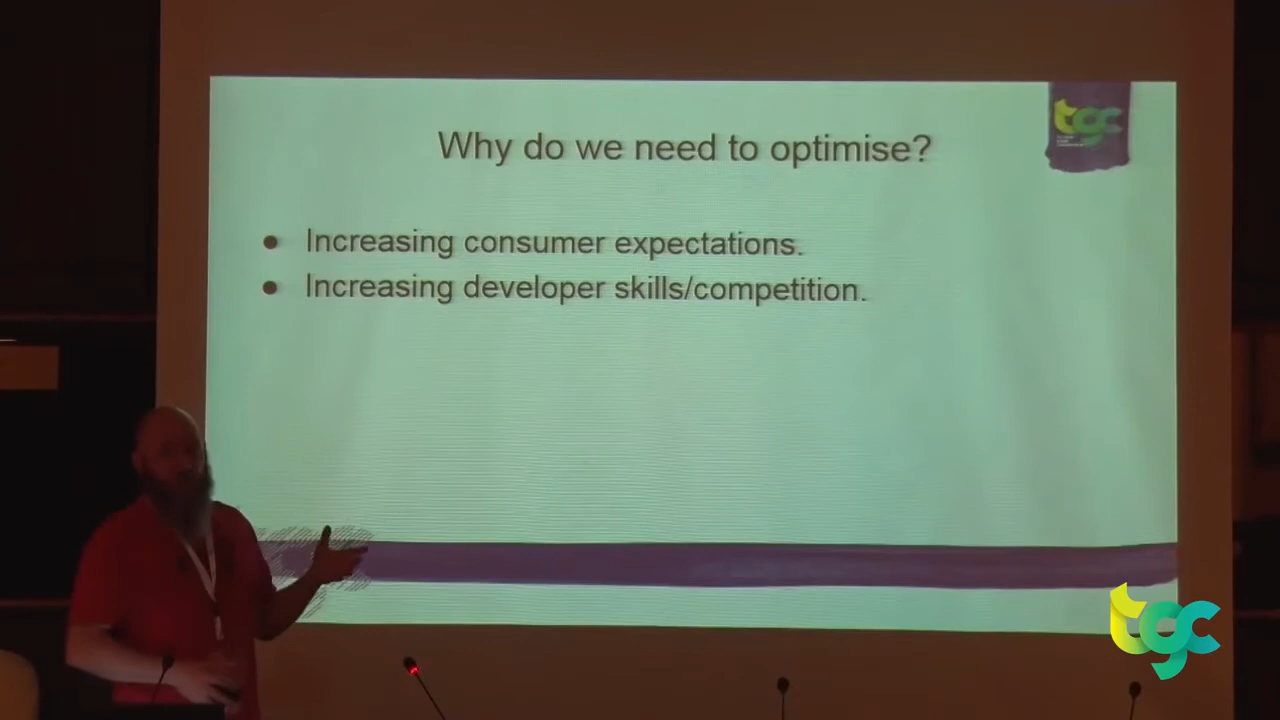 tgc
Why do we need to optimise?
● Increasing consumer expectations.
● Increasing developer skills/competition.
tgc